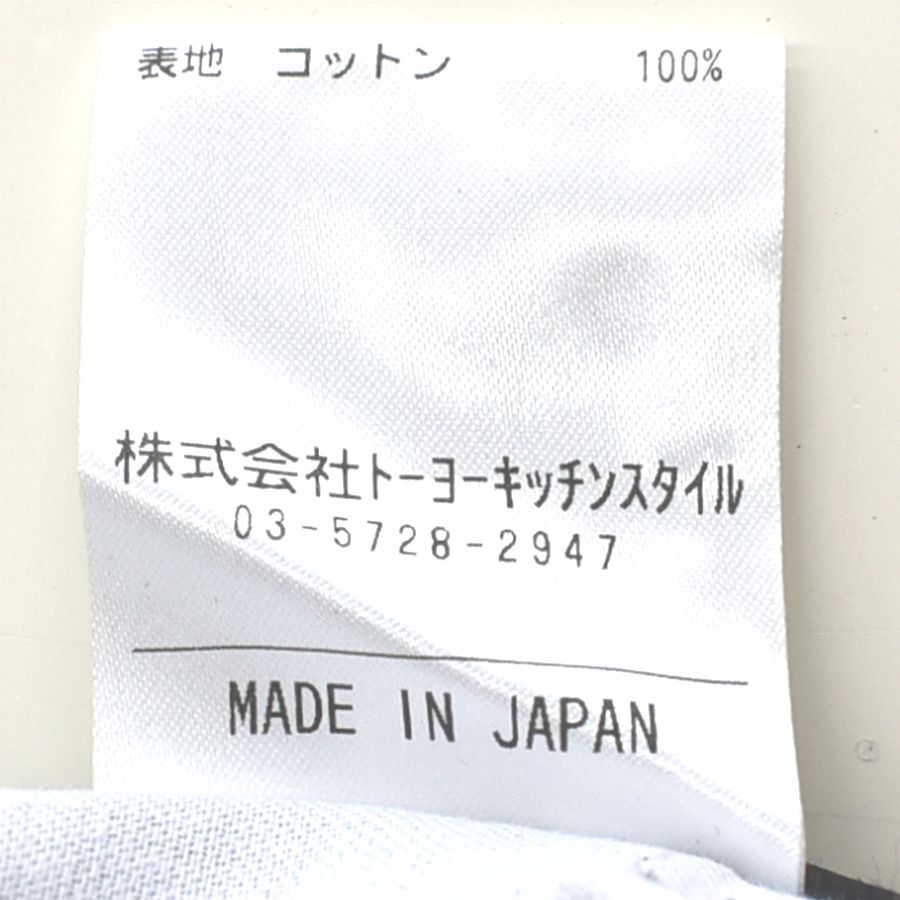 表地　コットン　100%
株式会社トーヨーキッチンスタイル
03-5728-2947
MADE IN JAPAN